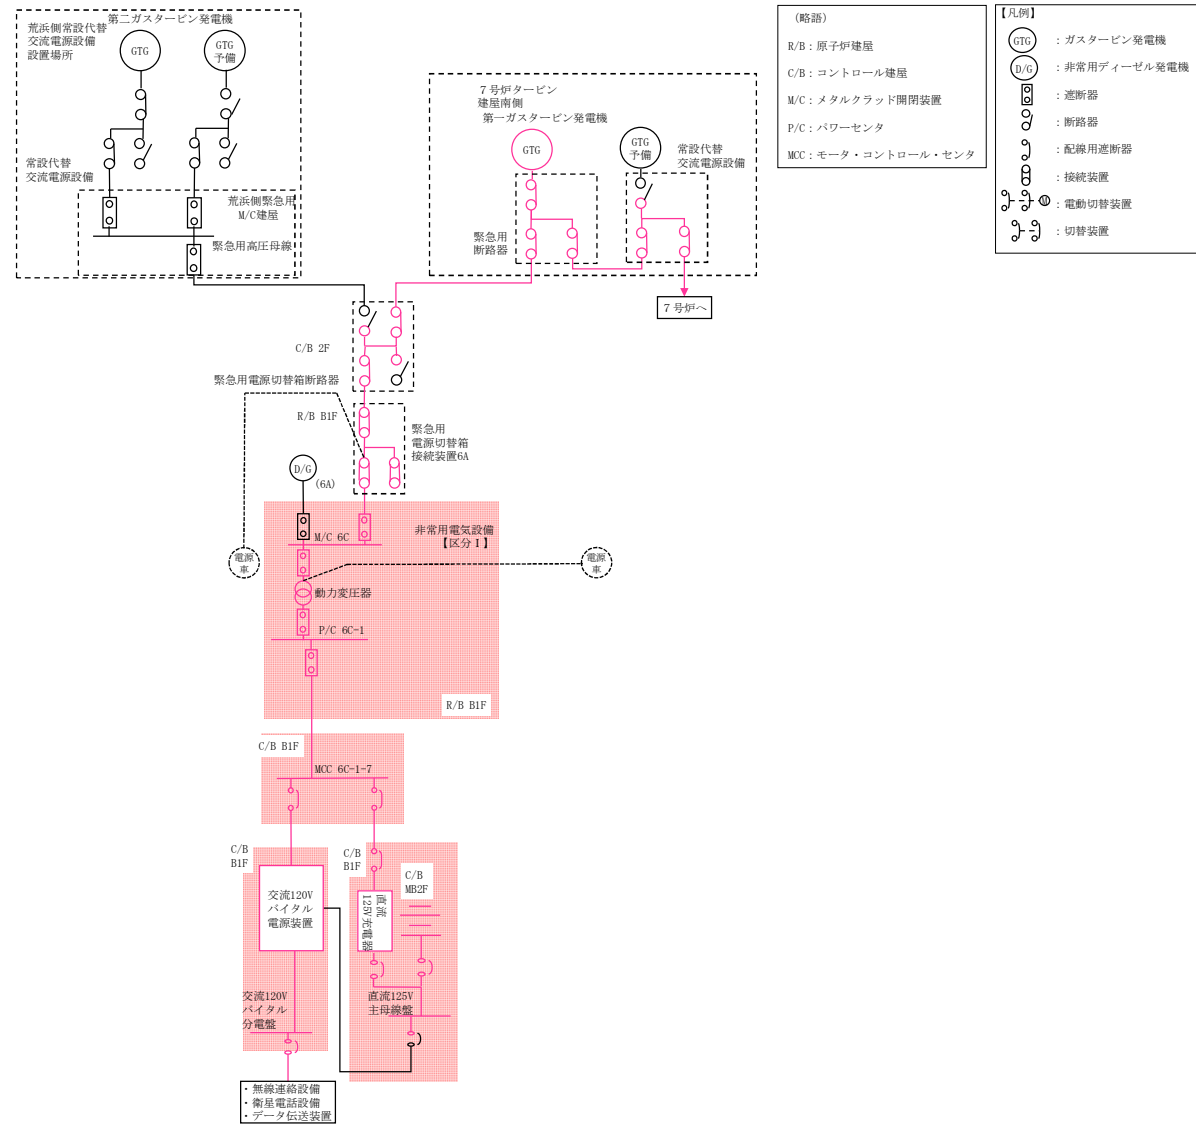 荒浜側常設代替
交流電源設備
設置場所
第二ガスタービン発電機
GTG
GTG
予備
常設代替
交流電源設備
荒浜側緊急用
M/C建屋
緊急用高圧母線
7号炉タービン
建屋南側
第一ガスタービン発電機
GTG
GTG
予備
常設代替
交流電源設備
緊急用
断路器
7号炉へ
(略語)
R/B：原子炉建屋
C/B：コントロール建屋
M/C：メタルクラッド開閉装置
P/C：パワーセンタ
MCC：モータ・コントロール・センタ
【凡例】
GTG ：ガスタービン発電機
D/G ：非常用ディーゼル発電機
：遮断器
：断路器
：配線用遮断器
：接続装置
M ：電動切替装置
：切替装置
C/B 2F
緊急用電源切替箱断路器
R/B B1F
緊急用
電源切替箱
接続装置6A
D/G
(6A)
M/C 6C
非常用電気設備
【区分Ⅰ】
電源
車
電源
車
動力変圧器
P/C 6C-1
R/B B1F
C/B B1F
MCC 6C-1-7
C/B
B1F
交流120V
バイタル
電源装置
C/B
B1F
直流
125V充電器
C/B
MB2F
交流120V
バイタル
分電盤
直流125V
主母線盤
・無線連絡設備
・衛星電話設備
・データ伝送装置